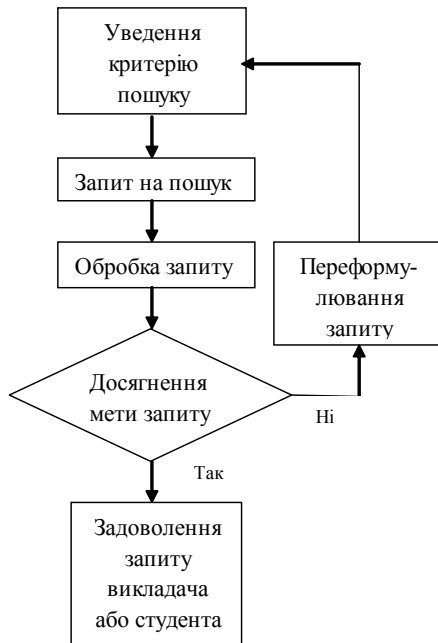 Уведення
критерію
пошуку
Запит на пошук
Обробка запиту
Переформу-
лювання
запиту
Досягнення
мети запиту
Ні
Так
Задоволення
запиту
викладача
або студента